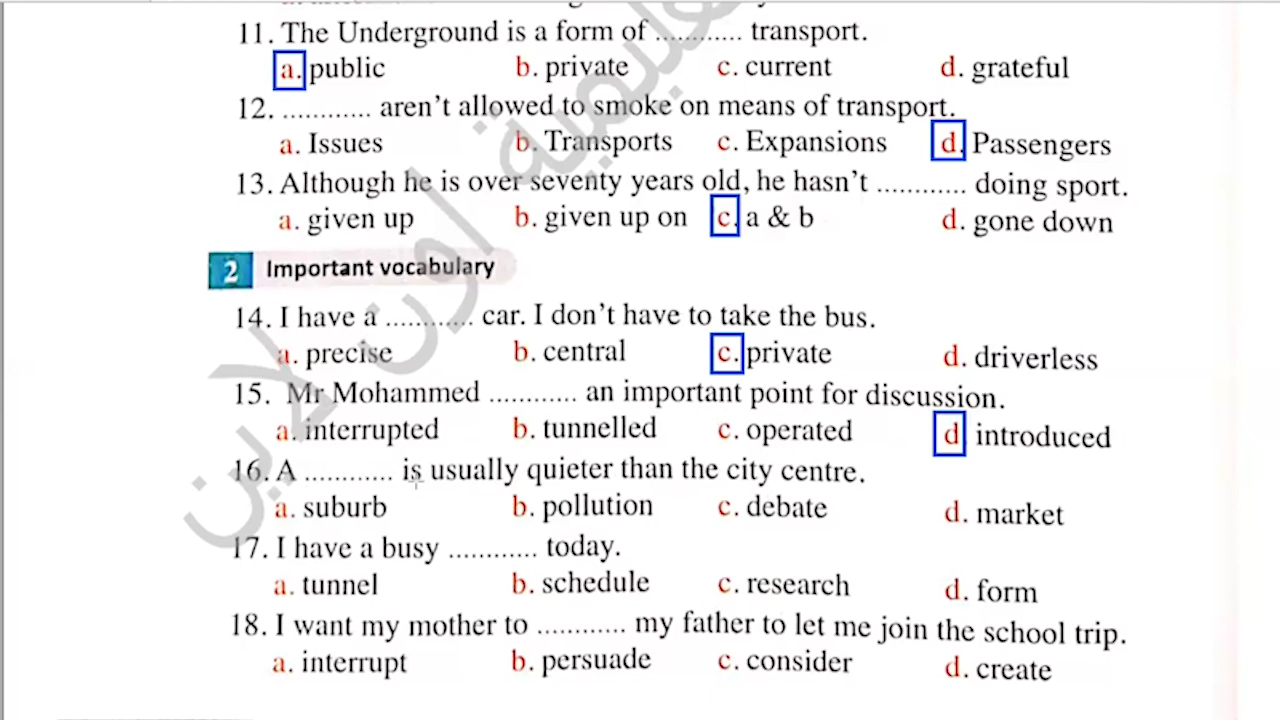 11. The Underground is a form of ............ transport.
a. public b. private c. current d. grateful
12. ............ aren't allowed to smoke on means of transport.
a. Issues b. Transports c. Expansions d. Passengers
13. Although he is over seventy years old, he hasn't ............ doing sport.
a. given up b. given up on c. a & b d. gone down
2 Important vocabulary
14. I have a ............ car. I don't have to take the bus.
a. precise b. central c. private d. driverless
15. Mr Mohammed ............ an important point for discussion.
a. interrupted b. tunnelled c. operated d. introduced
16. A ............ is usually quieter than the city centre.
a. suburb b. pollution c. debate d. market
17. I have a busy ............ today.
a. tunnel b. schedule c. research d. form
18. I want my mother to ............ my father to let me join the school trip.
a. interrupt b. persuade c. consider d. create
اون لاين